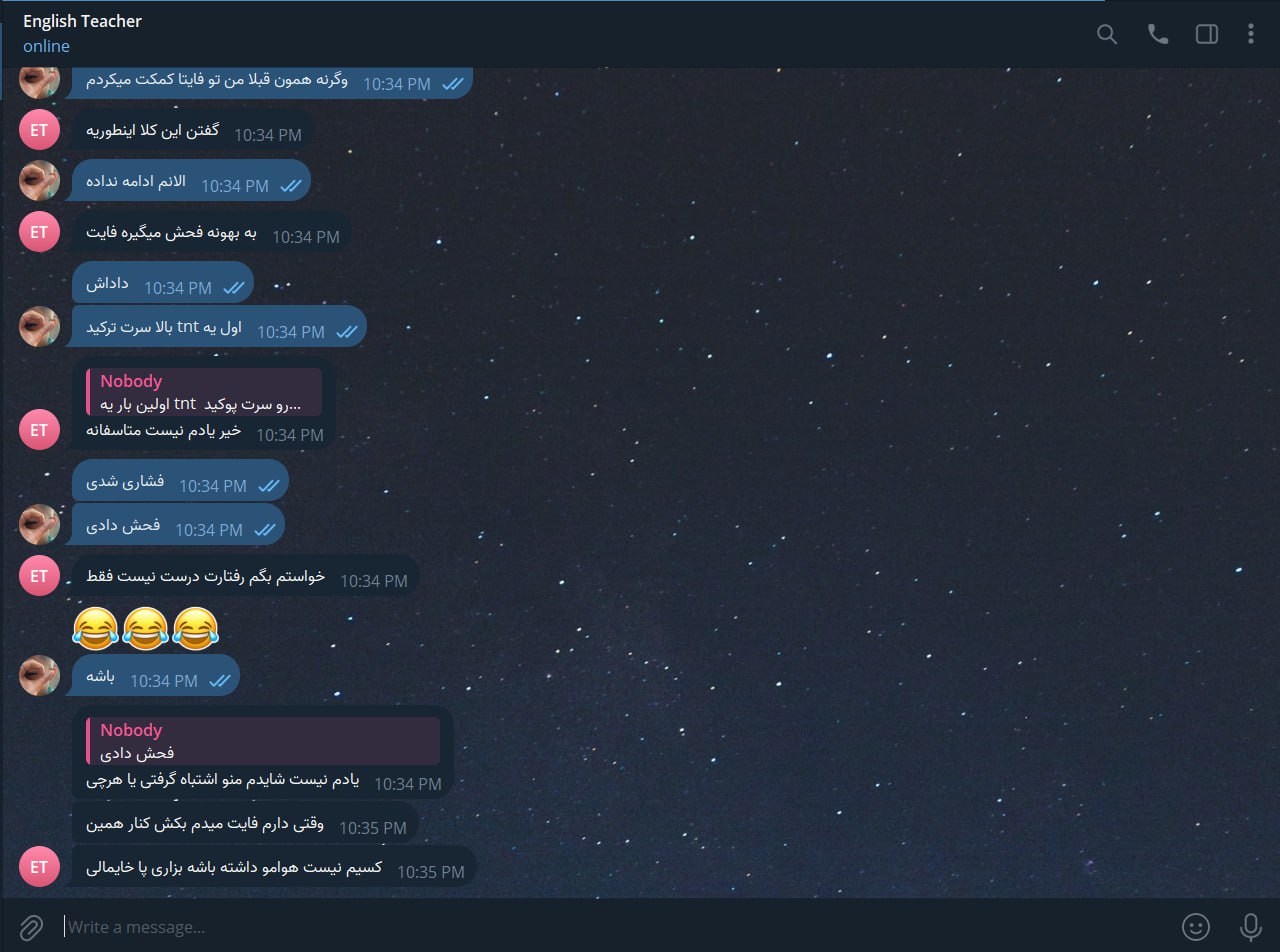 English Teacher
online
وگرنه همون قبلا من تو فایتا کمکت میکردم 10:34 PM
ET
گفتن این کلا اینطوریه 10:34 PM
الانم ادامه نداده 10:34 PM
ET
به بهونه فحش میگیره فایت 10:34 PM
داداش 10:34 PM
اول یه tnt بالا سرت ترکید 10:34 PM
Nobody
اولین بار یه tnt رو سرت پوکید...
ET
خیر یادم نیست متاسفانه 10:34 PM
فشاری شدی 10:34 PM
فحش دادی 10:34 PM
ET
خواستم بگم رفتارت درست نیست فقط 10:34 PM
😂😂😂
باشه 10:34 PM
Nobody
فحش دادی
یادم نیست شایدم منو اشتباه گرفتی یا هرچی 10:34 PM
وقتی دارم فایت میدم بکش کنار همین 10:35 PM
ET
کسیم نیست هوامو داشته باشه بزاری پا خایمالی 10:35 PM
Write a message...